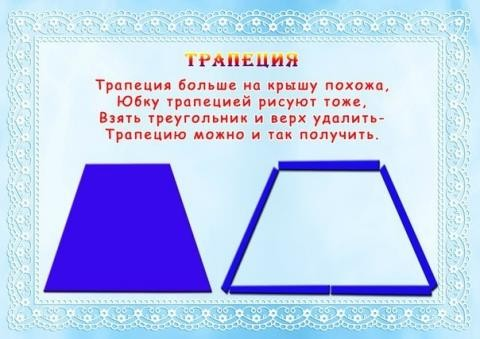 ТРАПЕЦИЯ
Трапеция больше на крышу похожа,
Юбку трапецией рисуют тоже,
Взять треугольник и верх удалить-
Трапецию можно и так получить.